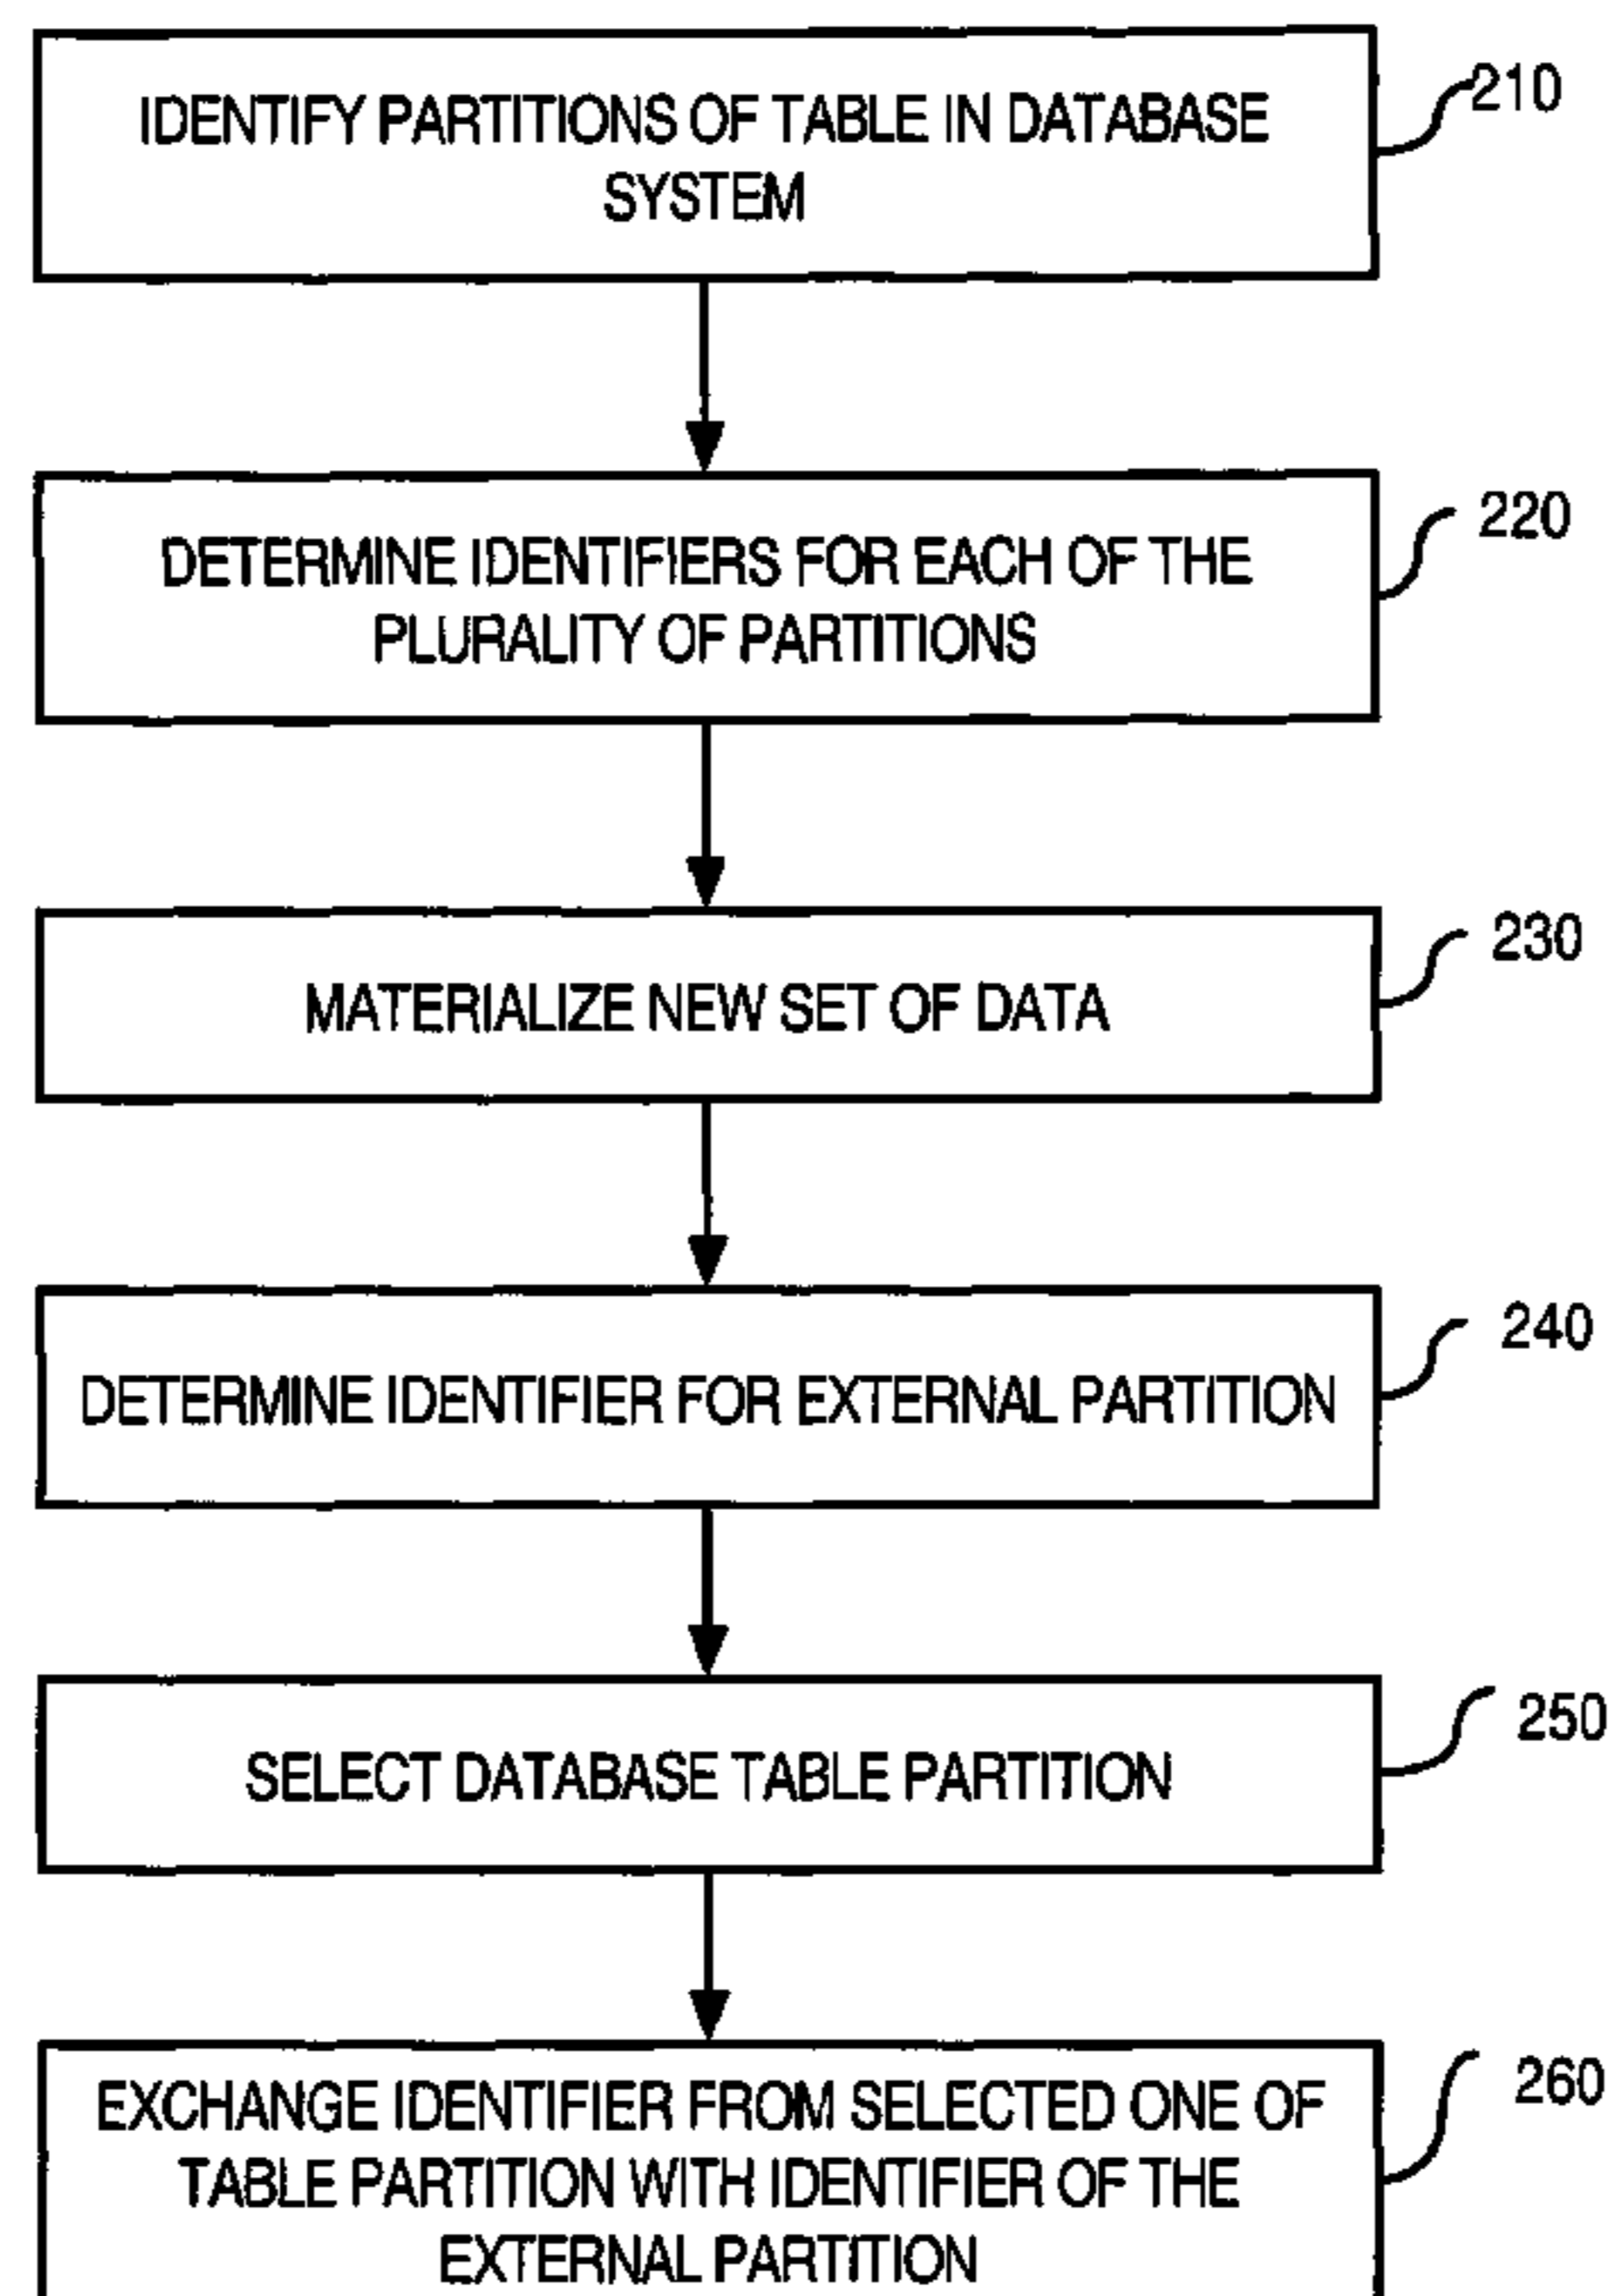 IDENTIFY PARTITIONS OF TABLE IN DATABASE
SYSTEM
210
DETERMINE IDENTIFIERS FOR EACH OF THE
PLURALITY OF PARTITIONS
220
MATERIALIZE NEW SET OF DATA
230
DETERMINE IDENTIFIER FOR EXTERNAL PARTITION
240
SELECT DATABASE TABLE PARTITION
250
EXCHANGE IDENTIFIER FROM SELECTED ONE OF
TABLE PARTITION WITH IDENTIFIER OF THE
EXTERNAL PARTITION
260